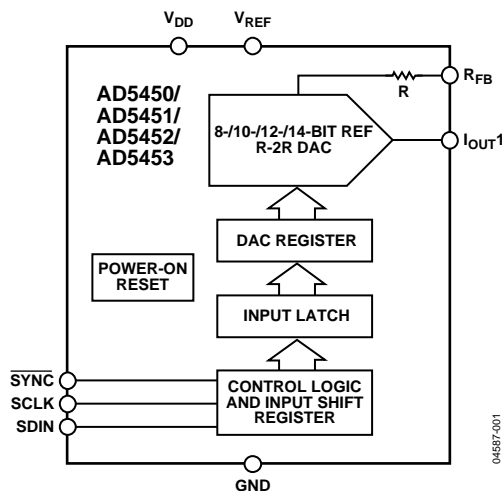 VDD
VREF
AD5450/
AD5451/
AD5452/
AD5453
8-/10-/12-/14-BIT REF
R-2R DAC
R
RFB
IOUT1
DAC REGISTER
POWER-ON
RESET
INPUT LATCH
SYNC
SCLK
SDIN
CONTROL LOGIC
AND INPUT SHIFT
REGISTER
GND
04587-001